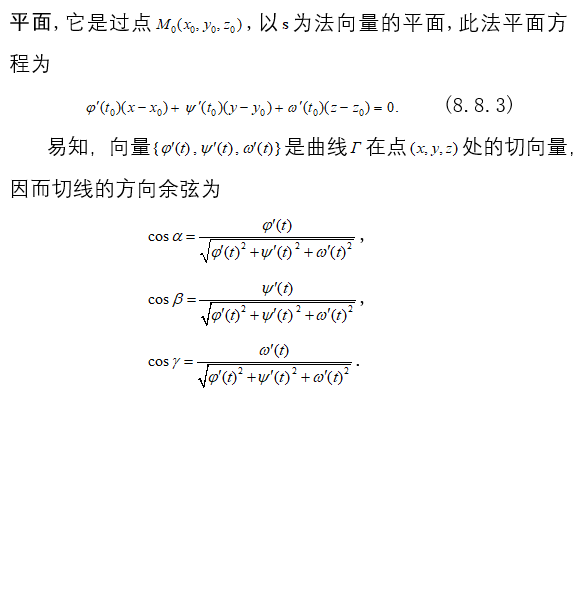 平面, 它是过点 M₀(x₀, y₀, z₀), 以 s 为法向量的平面, 此法平面方
程为
φ′(t₀)(x−x₀)+ψ′(t₀)(y−y₀)+ω′(t₀)(z−z₀)=0. (8.8.3)
易知, 向量{φ′(t),ψ′(t),ω′(t)}是曲线Γ在点(x,y,z)处的切向量,
因而切线的方向余弦为
cos α = φ′(t) / √(φ′(t)² + ψ′(t)² + ω′(t)²) ,
cos β = ψ′(t) / √(φ′(t)² + ψ′(t)² + ω′(t)²) ,
cos γ = ω′(t) / √(φ′(t)² + ψ′(t)² + ω′(t)²) .